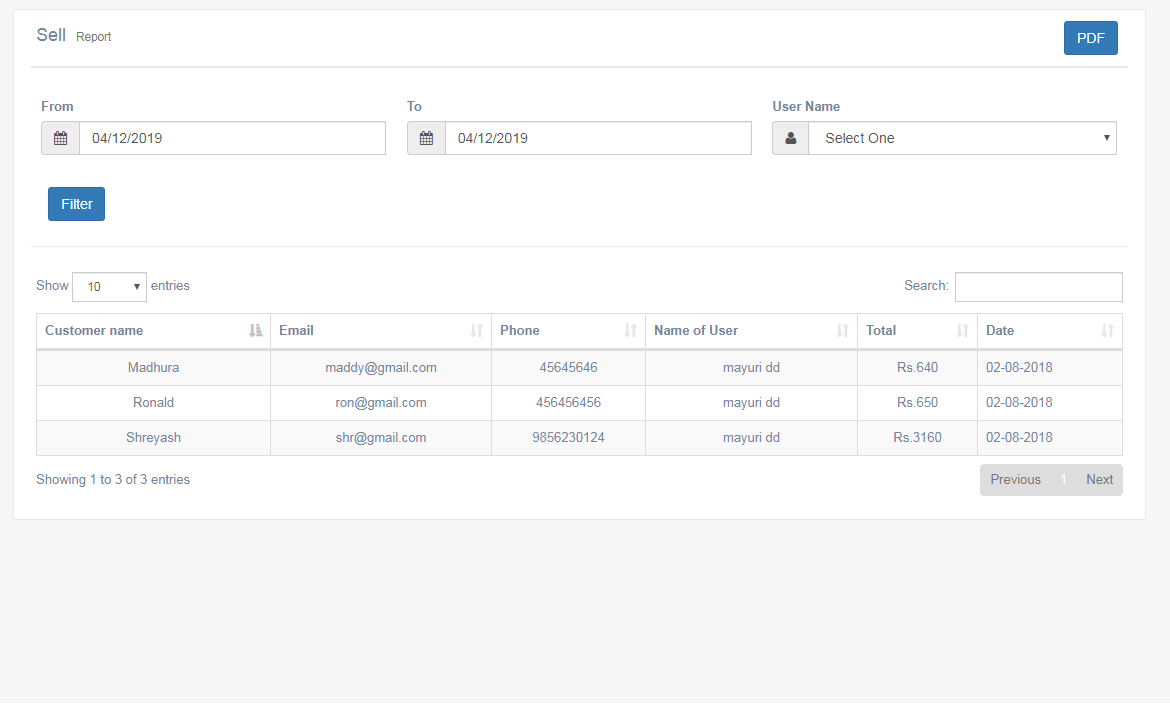 Sell Report PDF
From To User Name
04/12/2019 04/12/2019 Select One
Filter
Show 10 entries Search:
Customer name Email Phone Name of User Total Date
Madhura maddy@gmail.com 45645646 mayuri dd Rs.640 02-08-2018
Ronald ron@gmail.com 456456456 mayuri dd Rs.650 02-08-2018
Shreyash shr@gmail.com 9856230124 mayuri dd Rs.3160 02-08-2018
Showing 1 to 3 of 3 entries Previous 1 Next